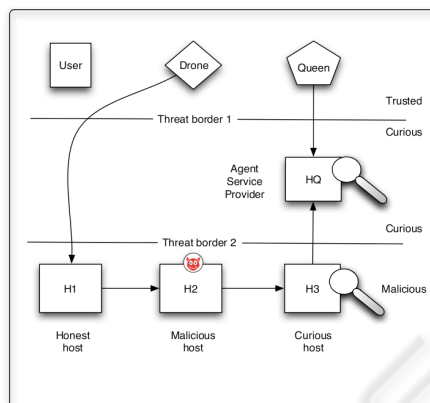 User
Drone
Queen
Trusted
Threat border 1
Curious
Agent
Service
Provider
HQ
Curious
Threat border 2
H1
H2
H3
Malicious
Honest
host
Malicious
host
Curious
host